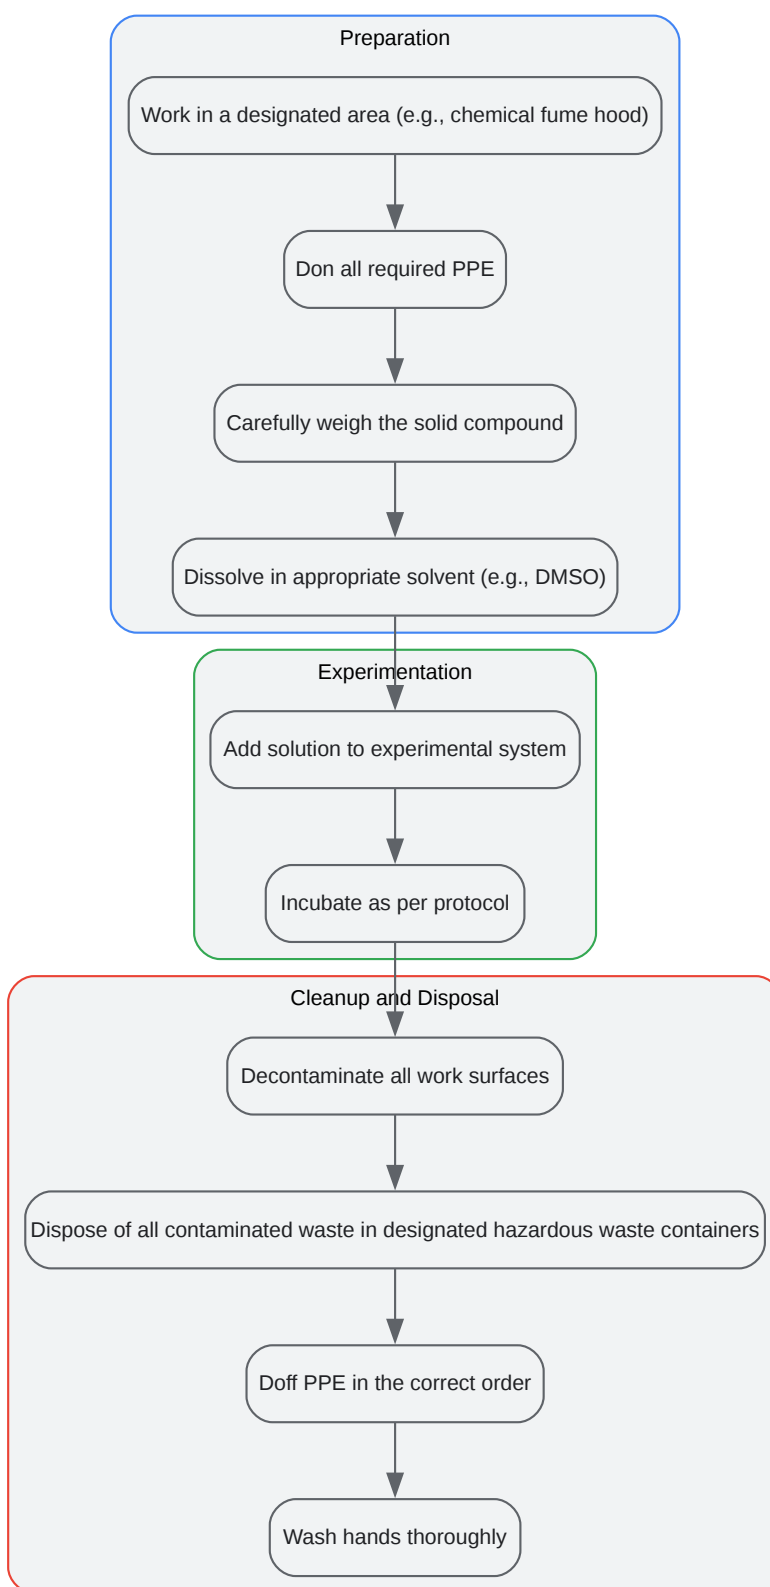 Preparation
Work in a designated area (e.g., chemical fume hood)
Don all required PPE
Carefully weigh the solid compound
Dissolve in appropriate solvent (e.g., DMSO)
Experimentation
Add solution to experimental system
Incubate as per protocol
Cleanup and Disposal
Decontaminate all work surfaces
Dispose of all contaminated waste in designated hazardous waste containers
Doff PPE in the correct order
Wash hands thoroughly